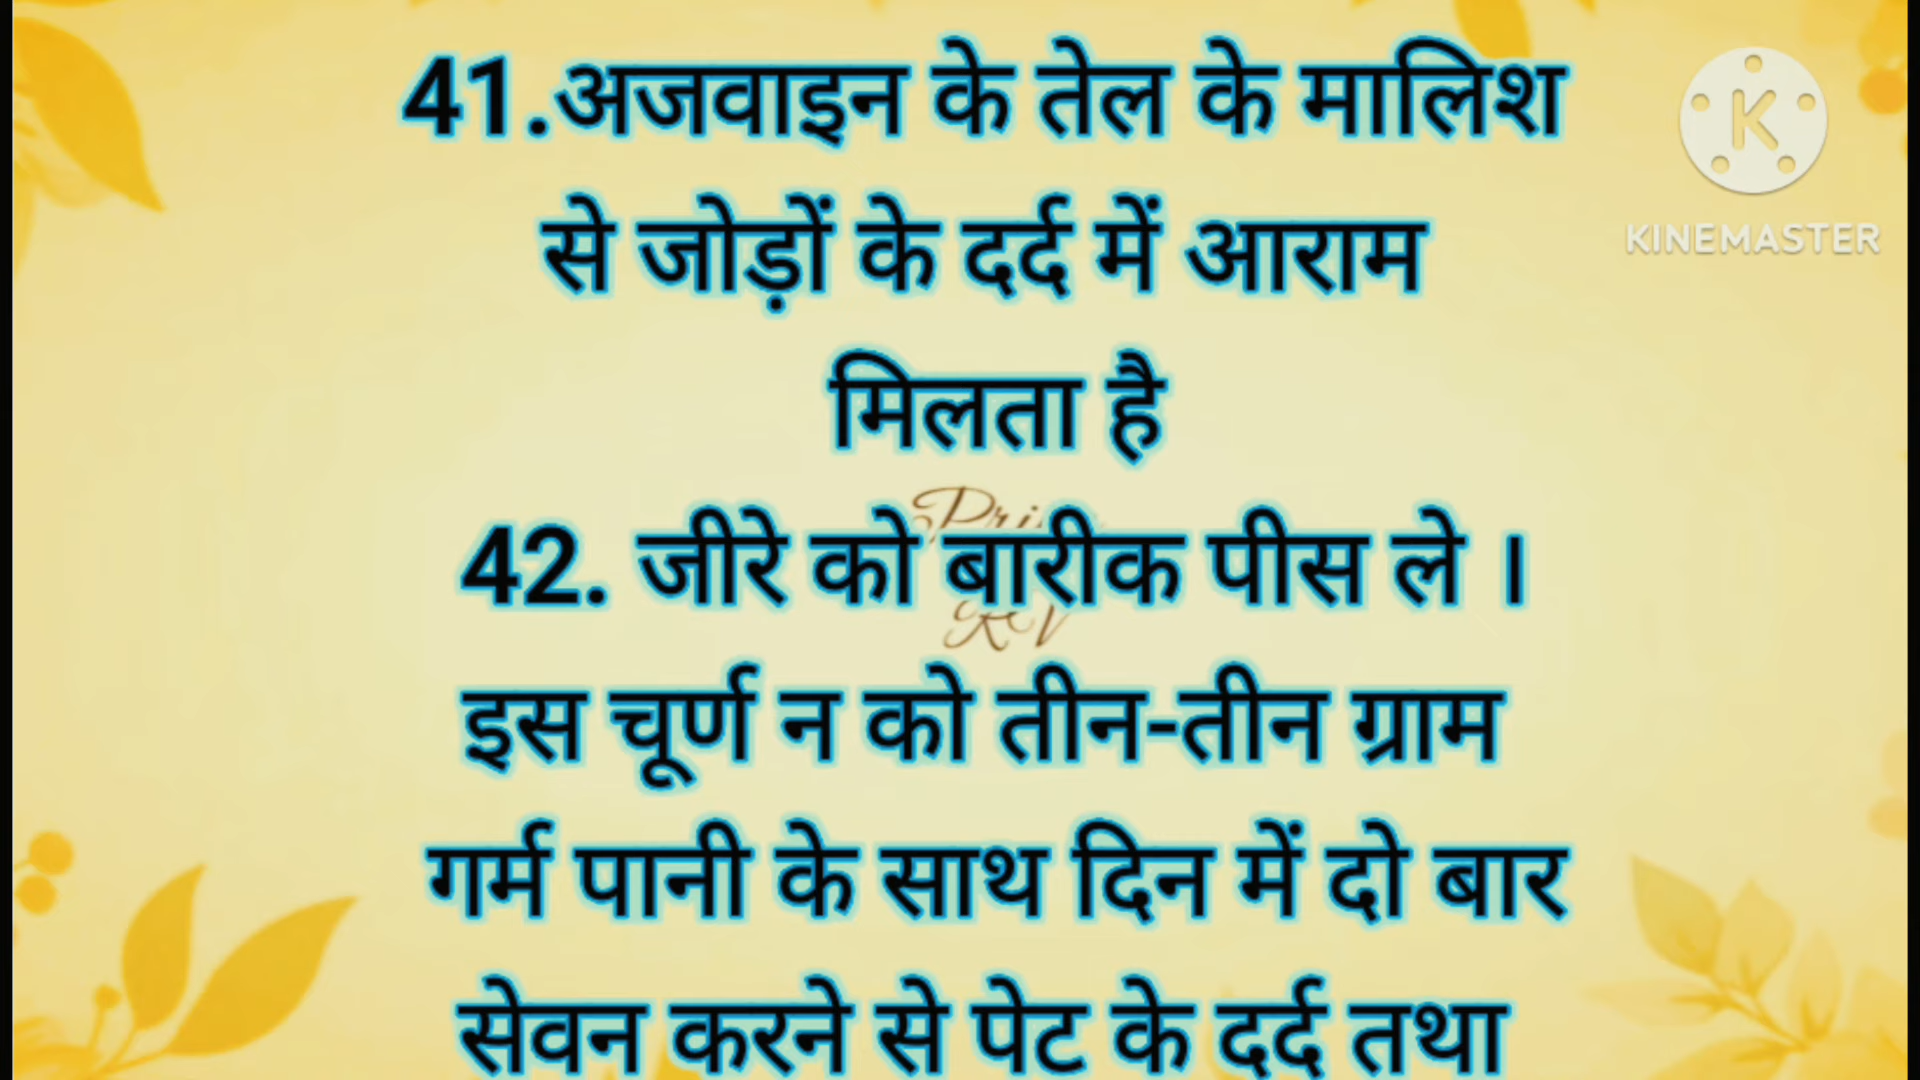 41.अजवाइन के तेल के मालिश
से जोड़ों के दर्द में आराम
मिलता है
42. जीरे को बारीक पीस ले ।
इस चूर्ण न को तीन-तीन ग्राम
गर्म पानी के साथ दिन में दो बार
सेवन करने से पेट के दर्द तथा
K
KINEMASTER